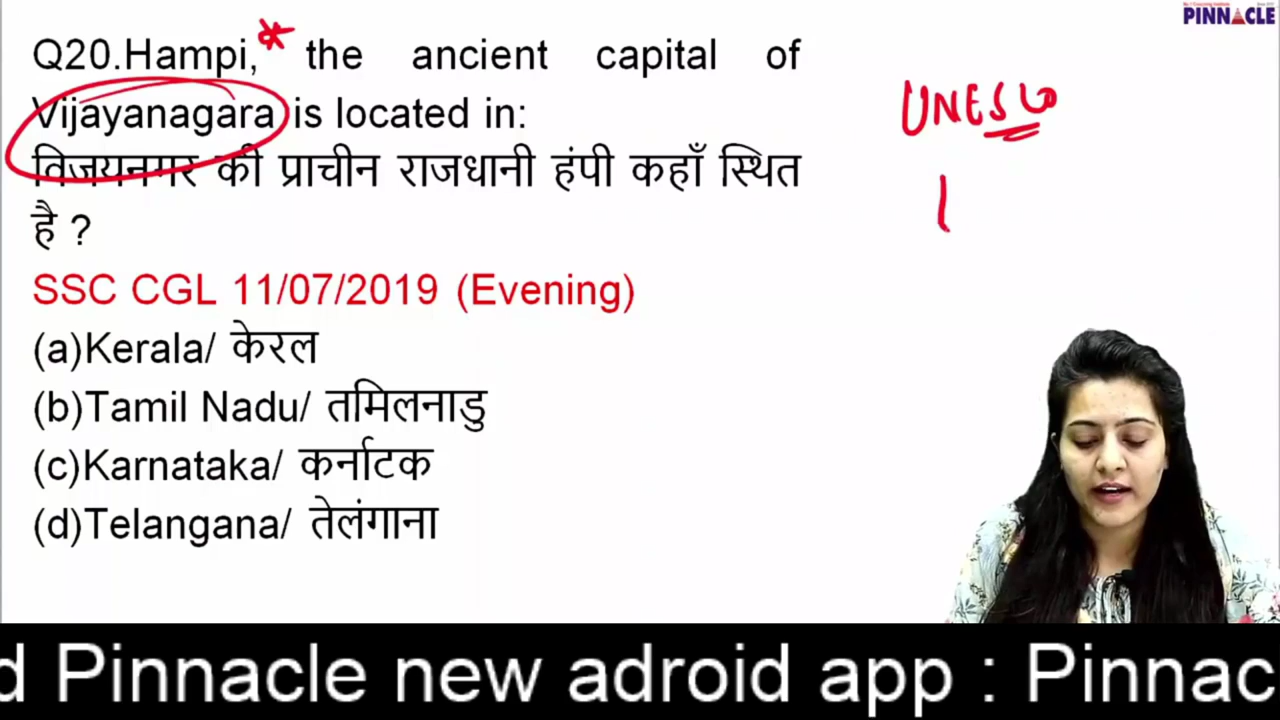 PINNACLE
Q20.Hampi,* the ancient capital of
Vijayanagara is located in:
विजयनगर की प्राचीन राजधानी हंपी कहाँ स्थित
है ?
SSC CGL 11/07/2019 (Evening)
(a)Kerala/ केरल
(b)Tamil Nadu/ तमिलनाडु
(c)Karnataka/ कर्नाटक
(d)Telangana/ तेलंगाना
UNESCO
d Pinnacle new adroid app : Pinnac